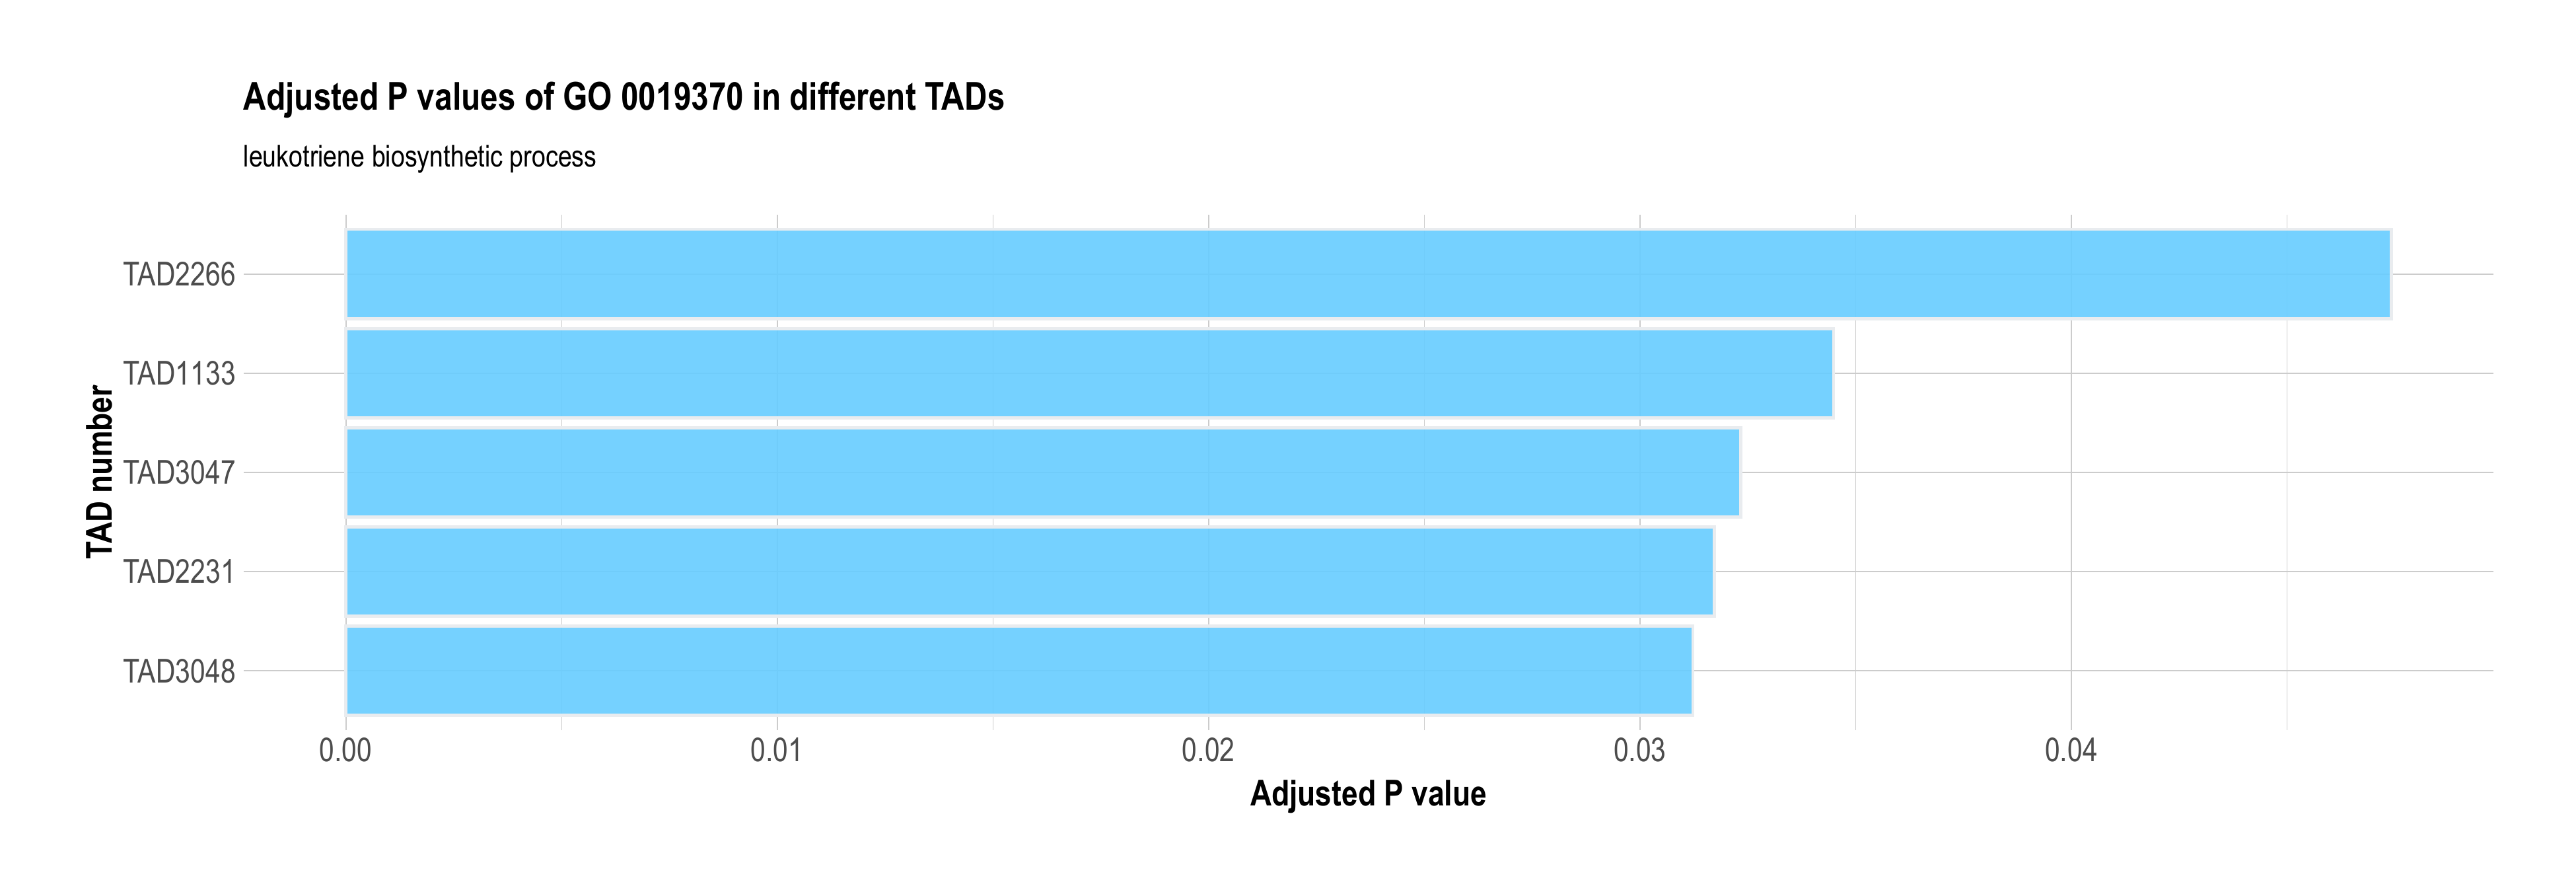 Adjusted P values of GO 0019370 in different TADs
leukotriene biosynthetic process
TAD number
TAD2266
TAD1133
TAD3047
TAD2231
TAD3048
0.00 0.01 0.02 0.03 0.04
Adjusted P value